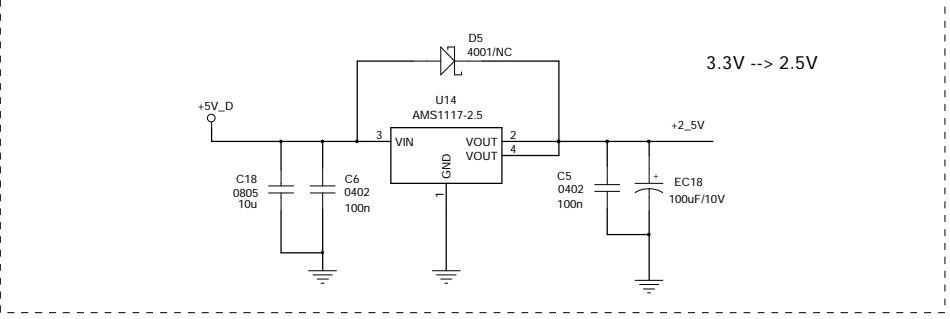 D5
4001/NC
3.3V --> 2.5V
+5V_D
U14
AMS1117-2.5
3
VIN
VOUT
2
VOUT
4
GND
1
+2_5V
C18
0805
10u
C6
0402
100n
C5
0402
100n
+
EC18
100uF/10V